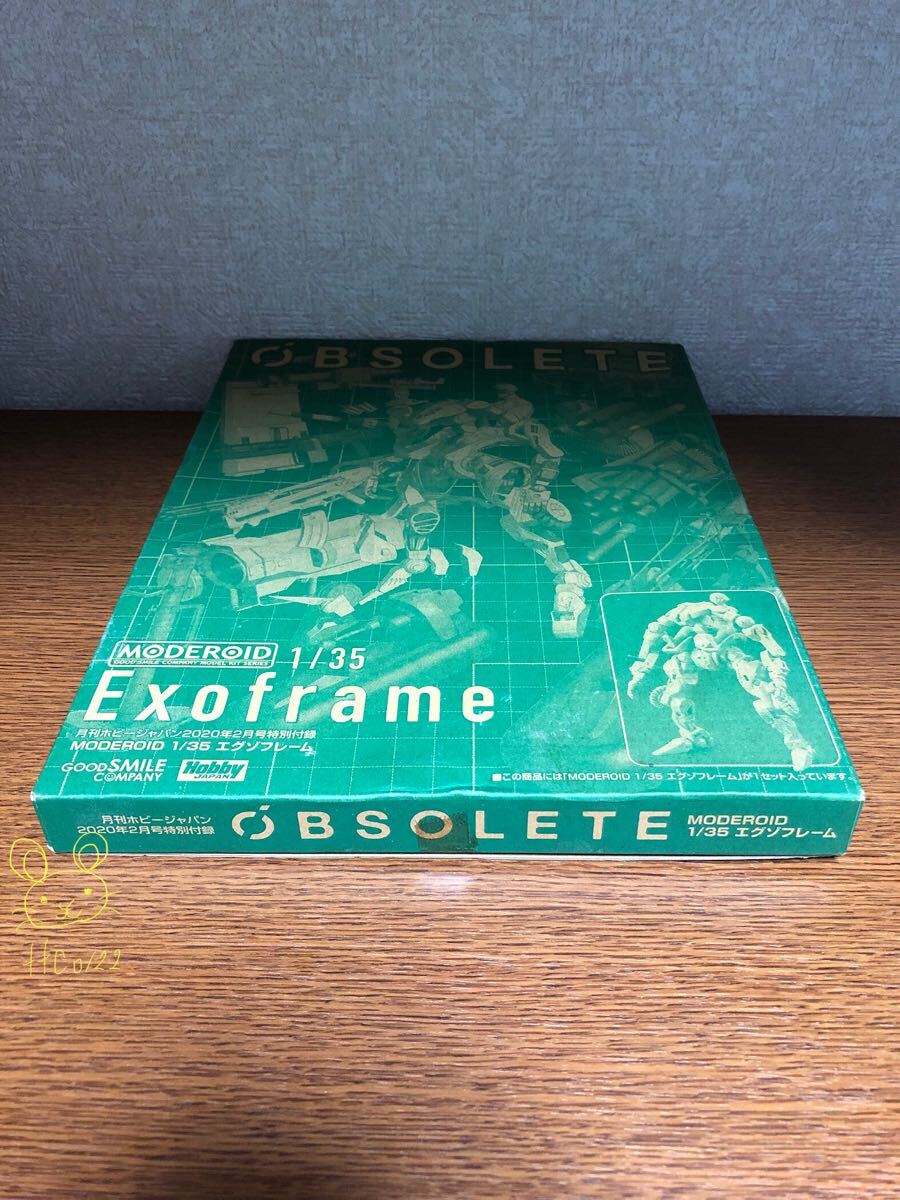 OBSOLETE
MODEROID 1/35
GOOD SMILE COMPANY MODEL KIT SERIES
Exoframe
月刊ホビージャパン2020年2月号特別付録
MODEROID 1/35 エグゾフレーム
GOOD SMILE COMPANY
Hobby JAPAN
■この商品には「MODEROID 1/35 エグゾフレーム」が1セット入っています。
月刊ホビージャパン
2020年2月号特別付録
OBSOLETE
MODEROID
1/35 エグゾフレーム